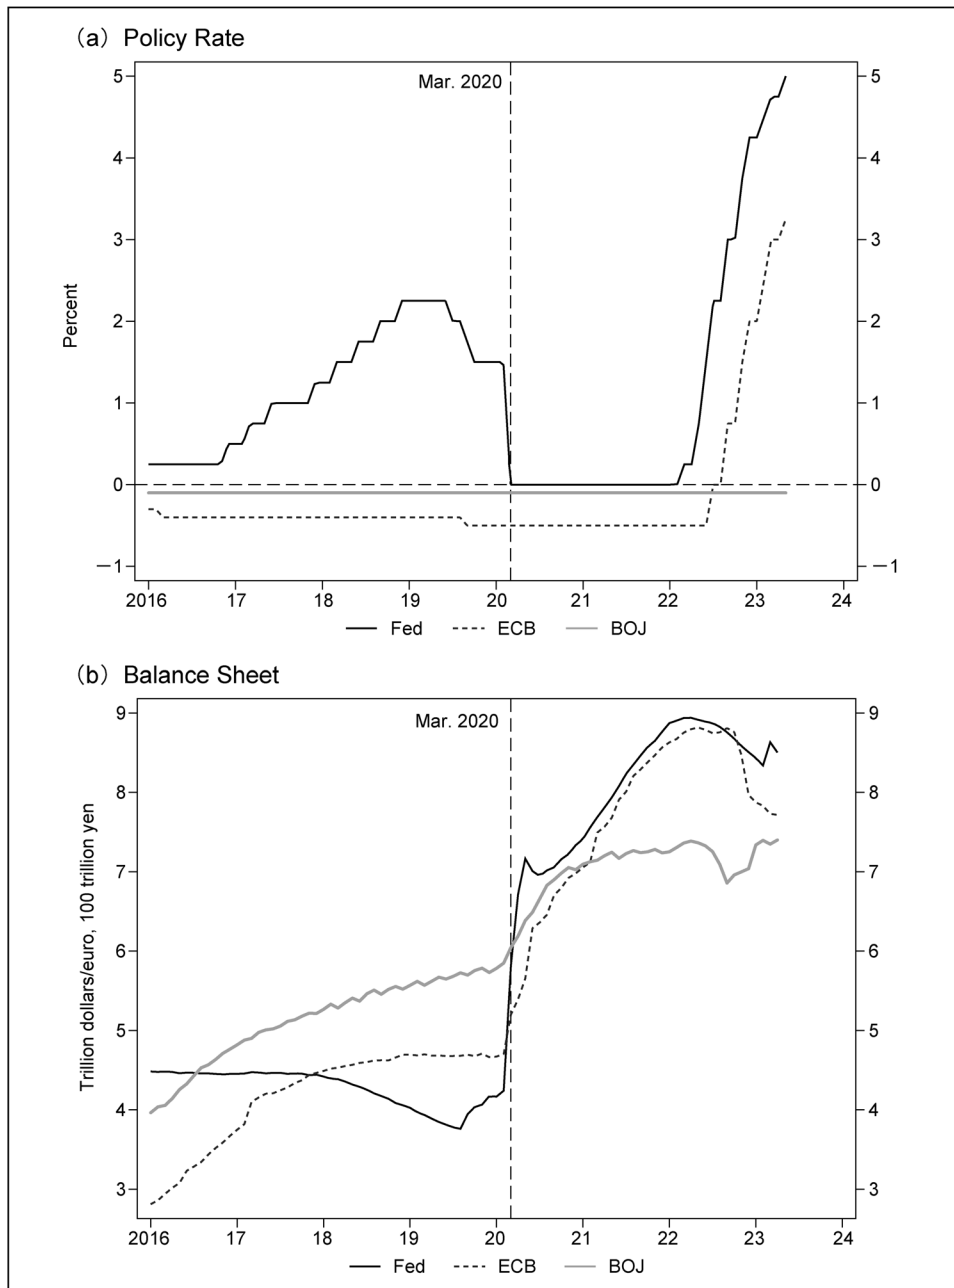 （a）Policy Rate
Mar. 2020
5 5
4 4
3 3
2 2
1 1
0 0
－1 －1
Percent
2016 17 18 19 20 21 22 23 24
Fed ECB BOJ
（b）Balance Sheet
Mar. 2020
9 9
8 8
7 7
6 6
5 5
4 4
3 3
Trillion dollars/euro, 100 trillion yen
2016 17 18 19 20 21 22 23 24
Fed ECB BOJ